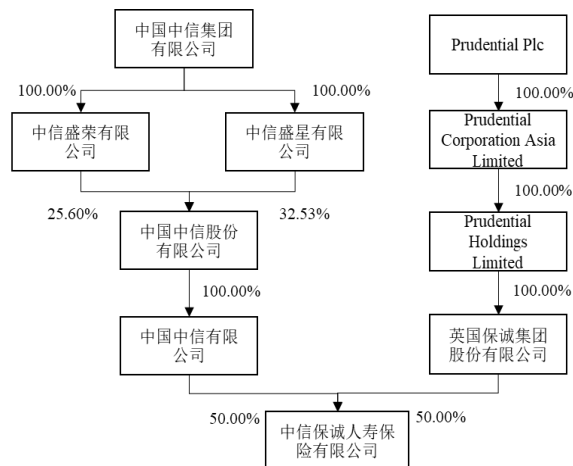 中国中信集团
有限公司
Prudential Plc
100.00%
100.00%
100.00%
中信盛荣有限
公司
中信盛星有限
公司
Prudential
Corporation Asia
Limited
100.00%
25.60%
32.53%
中国中信股份
有限公司
Prudential
Holdings
Limited
100.00%
100.00%
中国中信有限
公司
英国保诚集团
股份有限公司
50.00%
50.00%
中信保诚人寿保
险有限公司